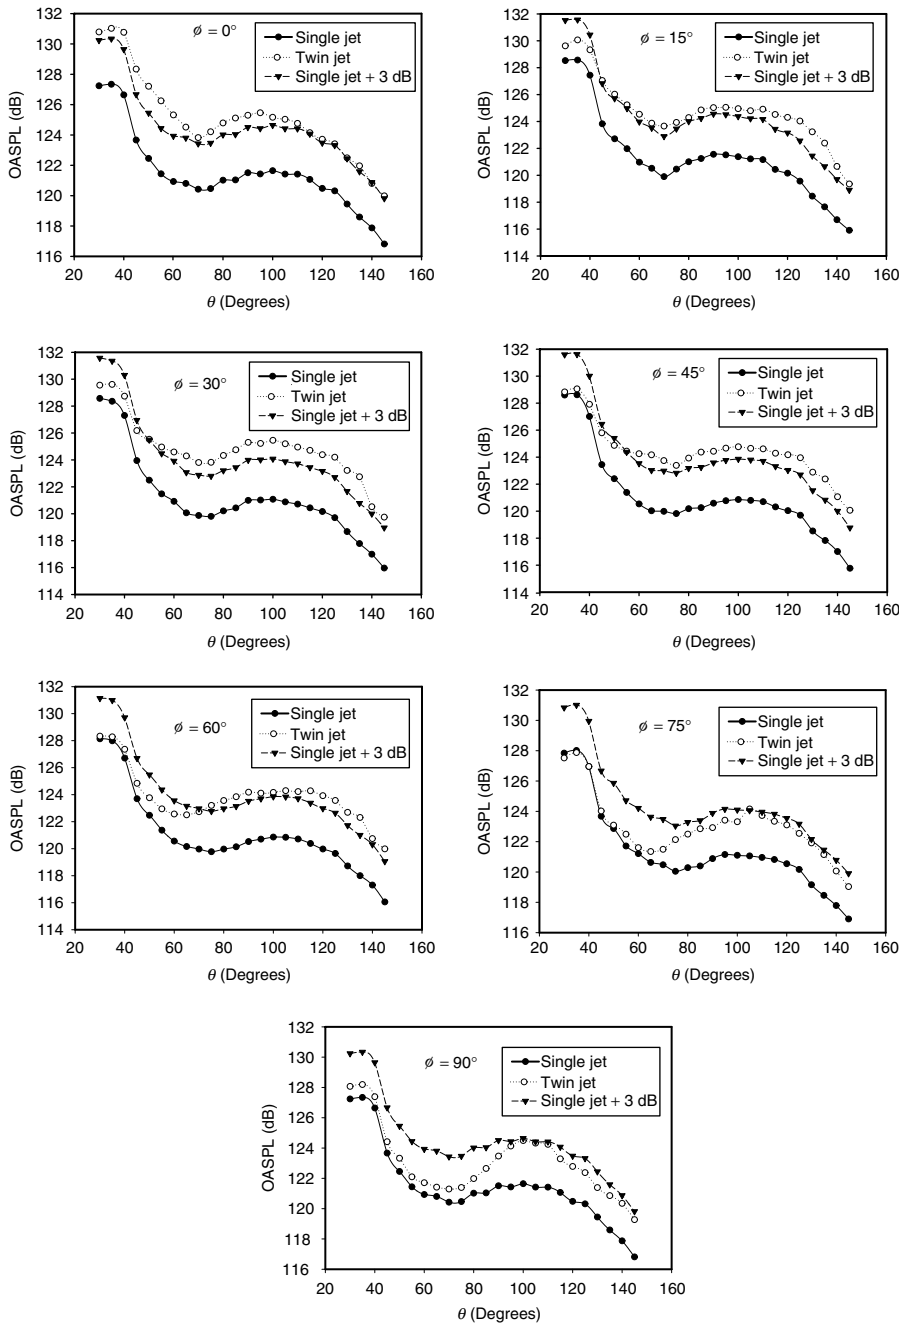 132
130
128
126
124
122
120
118
116
OASPL (dB)
20 40 60 80 100 120 140 160
θ (Degrees)
ϕ = 0°
Single jet
Twin jet
Single jet + 3 dB
132
130
128
126
124
122
120
118
116
114
OASPL (dB)
20 40 60 80 100 120 140 160
θ (Degrees)
ϕ = 15°
Single jet
Twin jet
Single jet + 3 dB
132
130
128
126
124
122
120
118
116
114
OASPL (dB)
20 40 60 80 100 120 140 160
θ (Degrees)
ϕ = 30°
Single jet
Twin jet
Single jet + 3 dB
132
130
128
126
124
122
120
118
116
114
OASPL (dB)
20 40 60 80 100 120 140 160
θ (Degrees)
ϕ = 45°
Single jet
Twin jet
Single jet + 3 dB
132
130
128
126
124
122
120
118
116
114
OASPL (dB)
20 40 60 80 100 120 140 160
θ (Degrees)
ϕ = 60°
Single jet
Twin jet
Single jet + 3 dB
132
130
128
126
124
122
120
118
116
OASPL (dB)
20 40 60 80 100 120 140 160
θ (Degrees)
ϕ = 75°
Single jet
Twin jet
Single jet + 3 dB
132
130
128
126
124
122
120
118
116
OASPL (dB)
20 40 60 80 100 120 140 160
θ (Degrees)
ϕ = 90°
Single jet
Twin jet
Single jet + 3 dB